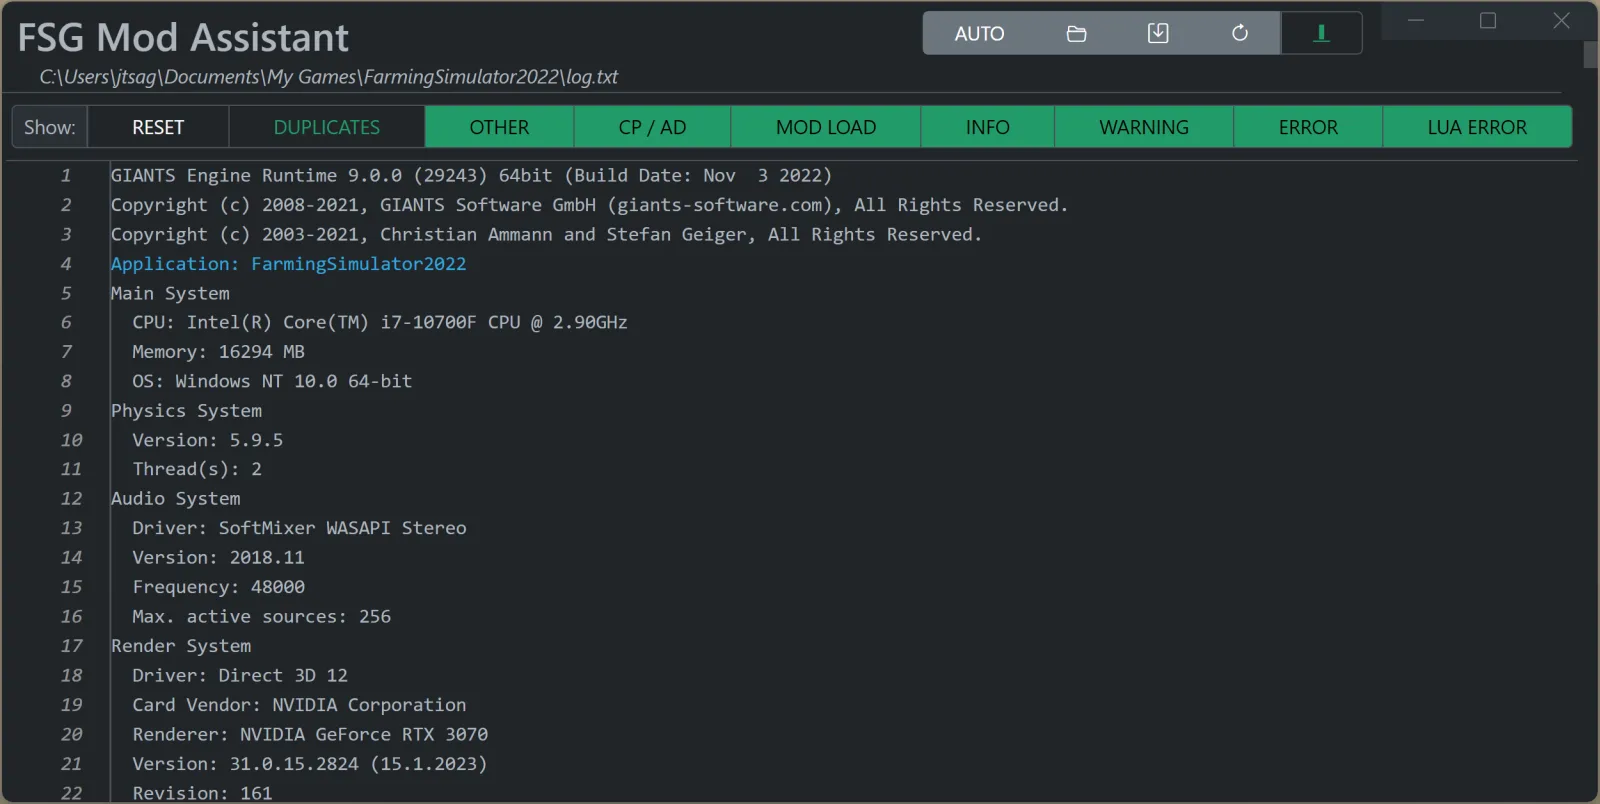 FSG Mod Assistant
AUTO
C:\Users\jtsag\Documents\My Games\FarmingSimulator2022\log.txt
Show: RESET DUPLICATES OTHER CP / AD MOD LOAD INFO WARNING ERROR LUA ERROR
1 GIANTS Engine Runtime 9.0.0 (29243) 64bit (Build Date: Nov  3 2022)
2 Copyright (c) 2008-2021, GIANTS Software GmbH (giants-software.com), All Rights Reserved.
3 Copyright (c) 2003-2021, Christian Ammann and Stefan Geiger, All Rights Reserved.
4 Application: FarmingSimulator2022
5 Main System
6 CPU: Intel(R) Core(TM) i7-10700F CPU @ 2.90GHz
7 Memory: 16294 MB
8 OS: Windows NT 10.0 64-bit
9 Physics System
10 Version: 5.9.5
11 Thread(s): 2
12 Audio System
13 Driver: SoftMixer WASAPI Stereo
14 Version: 2018.11
15 Frequency: 48000
16 Max. active sources: 256
17 Render System
18 Driver: Direct 3D 12
19 Card Vendor: NVIDIA Corporation
20 Renderer: NVIDIA GeForce RTX 3070
21 Version: 31.0.15.2824 (15.1.2023)
22 Revision: 161